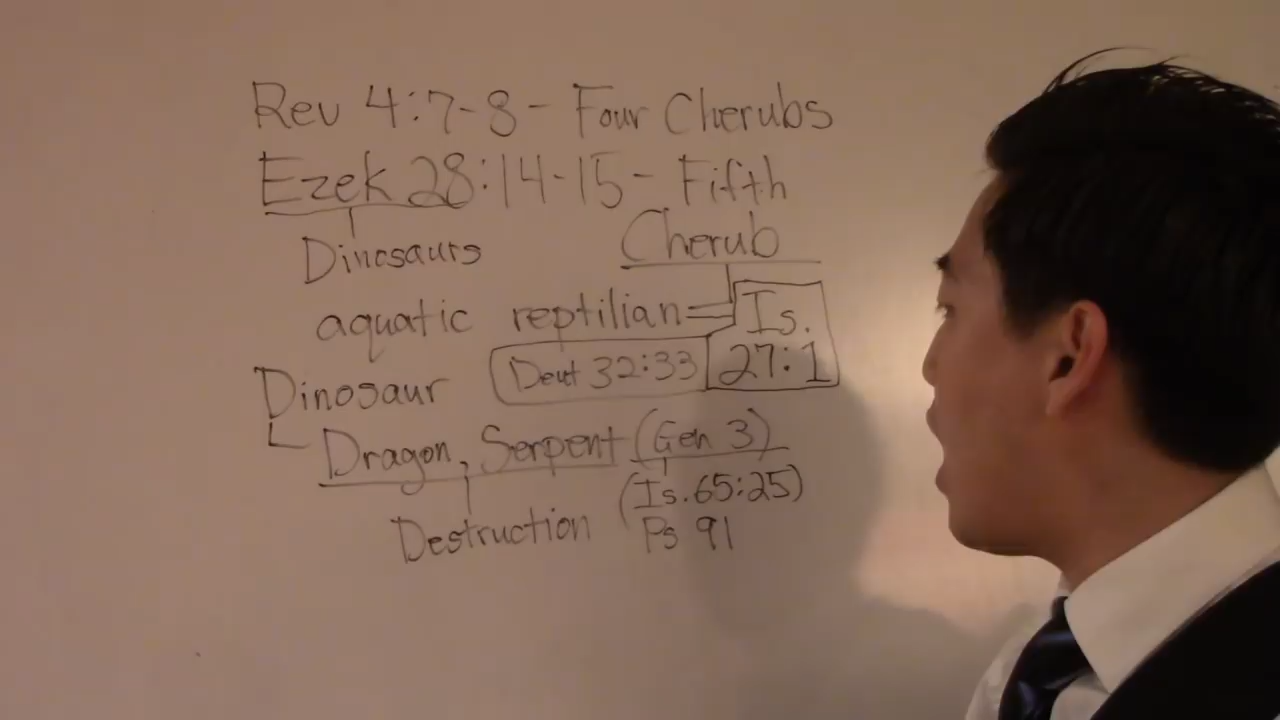 Rev 4:7-8 - Four Cherubs
Ezek 28:14-15 - Fifth
Dinosaurs Cherub
aquatic reptilian = Is.
Deut 32:33 27:1
Dinosaur
Dragon, Serpent (Gen 3)
(Is. 65:25)
Destruction Ps 91